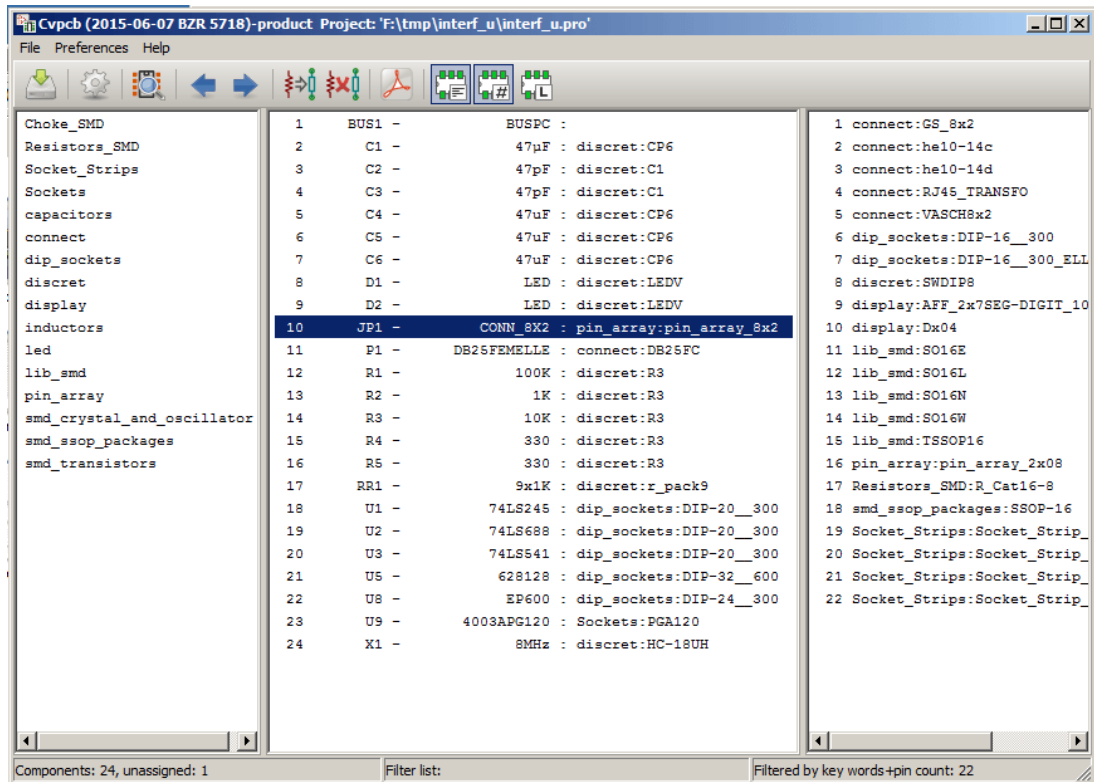 Cvpcb (2015-06-07 BZR 5718)-product Project: 'F:\tmp\interf_u\interf_u.pro'
File Preferences Help
Choke_SMD
Resistors_SMD
Socket_Strips
Sockets
capacitors
connect
dip_sockets
discret
display
inductors
led
lib_smd
pin_array
smd_crystal_and_oscillator
smd_ssop_packages
smd_transistors
1 BUS1 - BUSPC :
2 C1 - 47µF : discret:CP6
3 C2 - 47pF : discret:C1
4 C3 - 47pF : discret:C1
5 C4 - 47uF : discret:CP6
6 C5 - 47uF : discret:CP6
7 C6 - 47uF : discret:CP6
8 D1 - LED : discret:LEDV
9 D2 - LED : discret:LEDV
10 JP1 - CONN_8X2 : pin_array:pin_array_8x2
11 P1 - DB25FEMELLE : connect:DB25FC
12 R1 - 100K : discret:R3
13 R2 - 1K : discret:R3
14 R3 - 10K : discret:R3
15 R4 - 330 : discret:R3
16 R5 - 330 : discret:R3
17 RR1 - 9x1K : discret:r_pack9
18 U1 - 74LS245 : dip_sockets:DIP-20__300
19 U2 - 74LS688 : dip_sockets:DIP-20__300
20 U3 - 74LS541 : dip_sockets:DIP-20__300
21 U5 - 628128 : dip_sockets:DIP-32__600
22 U8 - EP600 : dip_sockets:DIP-24__300
23 U9 - 4003APG120 : Sockets:PGA120
24 X1 - 8MHz : discret:HC-18UH
1 connect:GS_8x2
2 connect:he10-14c
3 connect:he10-14d
4 connect:RJ45_TRANSFO
5 connect:VASCH8x2
6 dip_sockets:DIP-16__300
7 dip_sockets:DIP-16__300_ELL
8 discret:SWDIP8
9 display:AFF_2x7SEG-DIGIT_10
10 display:Dx04
11 lib_smd:SO16E
12 lib_smd:SO16L
13 lib_smd:SO16N
14 lib_smd:SO16W
15 lib_smd:TSSOP16
16 pin_array:pin_array_2x08
17 Resistors_SMD:R_Cat16-8
18 smd_ssop_packages:SSOP-16
19 Socket_Strips:Socket_Strip_
20 Socket_Strips:Socket_Strip_
21 Socket_Strips:Socket_Strip_
22 Socket_Strips:Socket_Strip_
Components: 24, unassigned: 1
Filter list:
Filtered by key words+pin count: 22